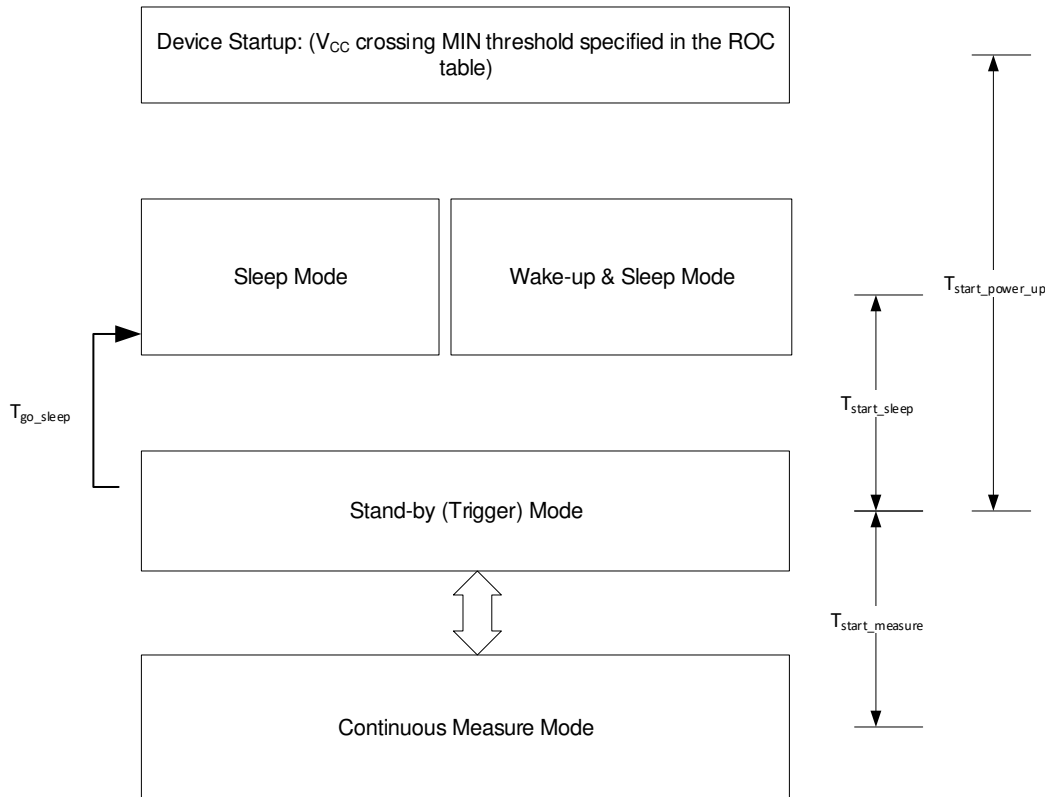 Device Startup: (VCC crossing MIN threshold specified in the ROC
table)
Sleep Mode
Wake-up & Sleep Mode
Tstart_power_up
Tgo_sleep
Tstart_sleep
Stand-by (Trigger) Mode
Tstart_measure
Continuous Measure Mode